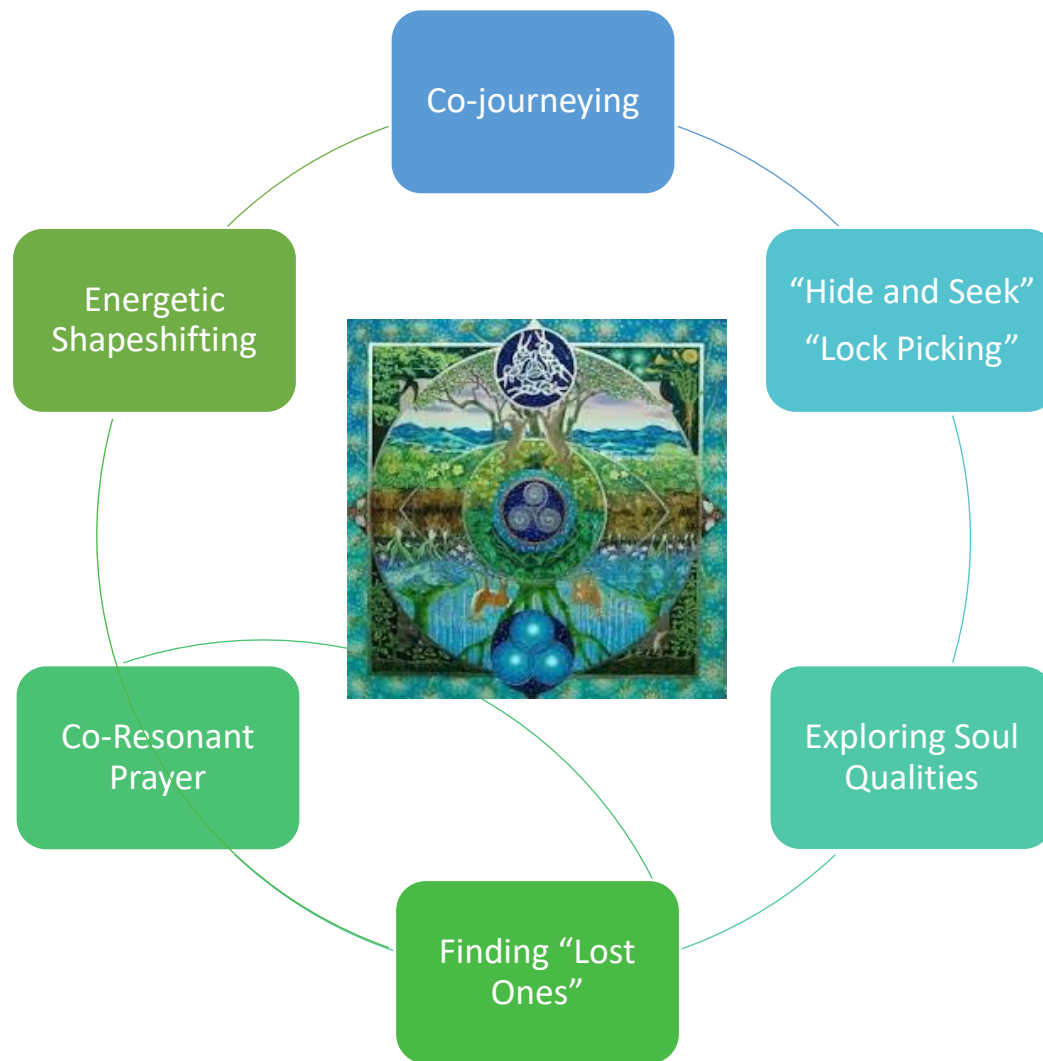 Co-journeying
“Hide and Seek”
“Lock Picking”
Exploring Soul
Qualities
Finding “Lost
Ones”
Co-Resonant
Prayer
Energetic
Shapeshifting